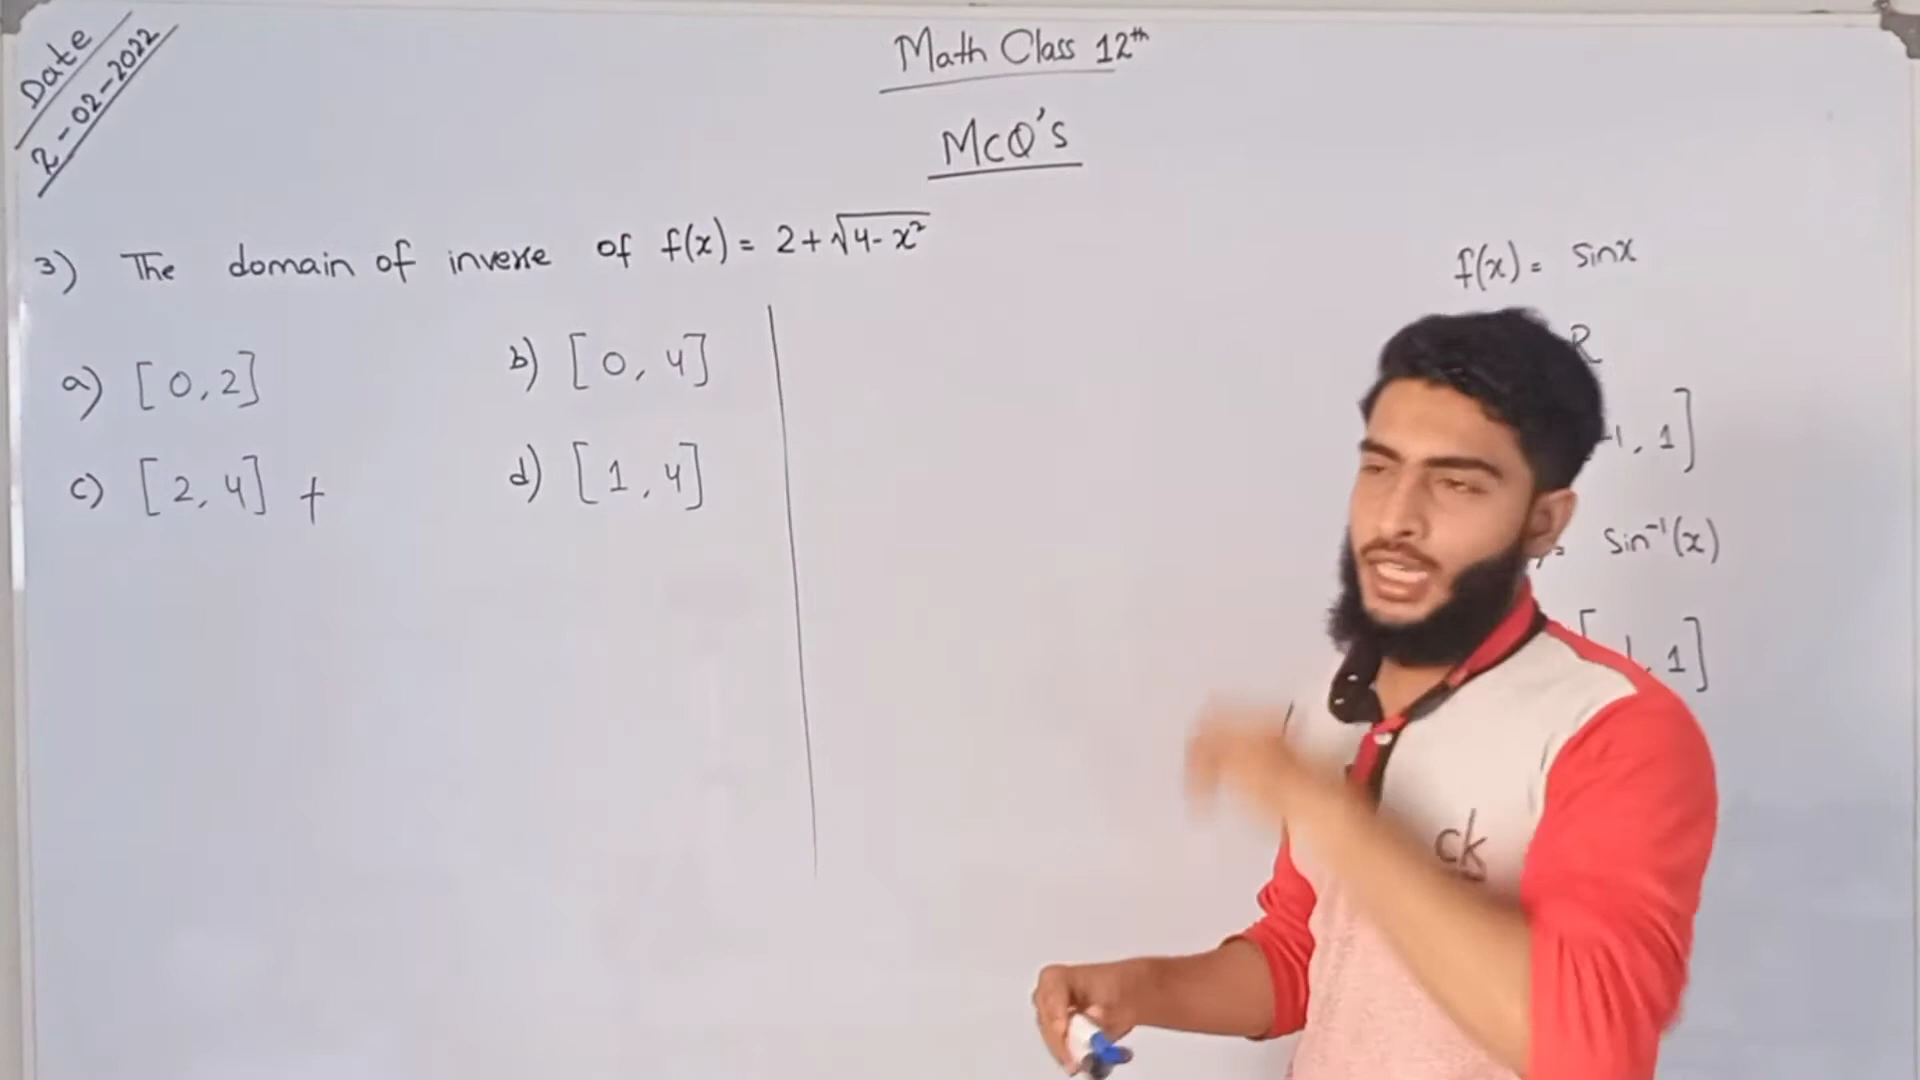 Date
2-02-2022
Math Class 12th
McQ's
3) The domain of inverse of f(x) = 2+√4-x²
a) [0,2]
b) [0, 4]
c) [2, 4] +
d) [1, 4]
f(x) = sinx
R
-1, 1]
= sin⁻¹(x)
[ , 1]
ck